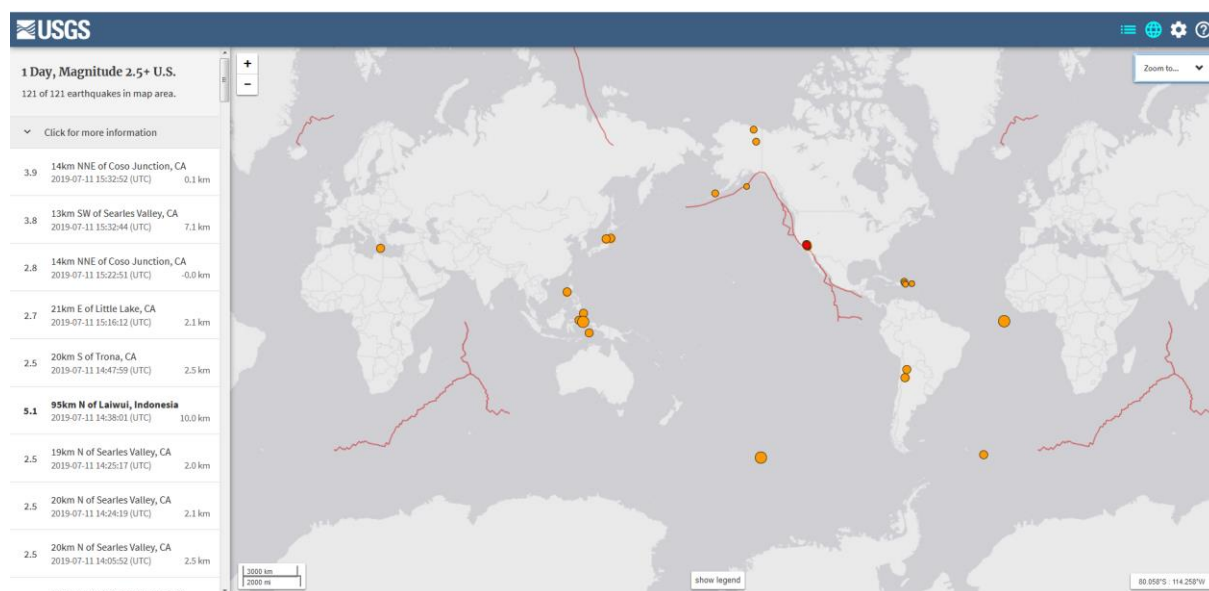 USGS
1 Day, Magnitude 2.5+ U.S.
121 of 121 earthquakes in map area.
Click for more information
3.9
14km NNE of Coso Junction, CA
2019-07-11 15:32:52 (UTC) 0.1 km
3.8
13km SW of Searles Valley, CA
2019-07-11 15:32:44 (UTC) 7.1 km
2.8
14km NNE of Coso Junction, CA
2019-07-11 15:22:51 (UTC) -0.0 km
2.7
21km E of Little Lake, CA
2019-07-11 15:16:12 (UTC) 2.1 km
2.5
20km S of Trona, CA
2019-07-11 14:47:59 (UTC) 2.5 km
5.1
95km N of Laiwui, Indonesia
2019-07-11 14:38:01 (UTC) 10.0 km
2.5
19km N of Searles Valley, CA
2019-07-11 14:25:17 (UTC) 2.0 km
2.5
20km N of Searles Valley, CA
2019-07-11 14:24:19 (UTC) 2.1 km
2.5
20km N of Searles Valley, CA
2019-07-11 14:05:52 (UTC) 2.5 km
+
−
Zoom to...
3000 km
2000 mi
show legend
80.058°S | 114.258°W